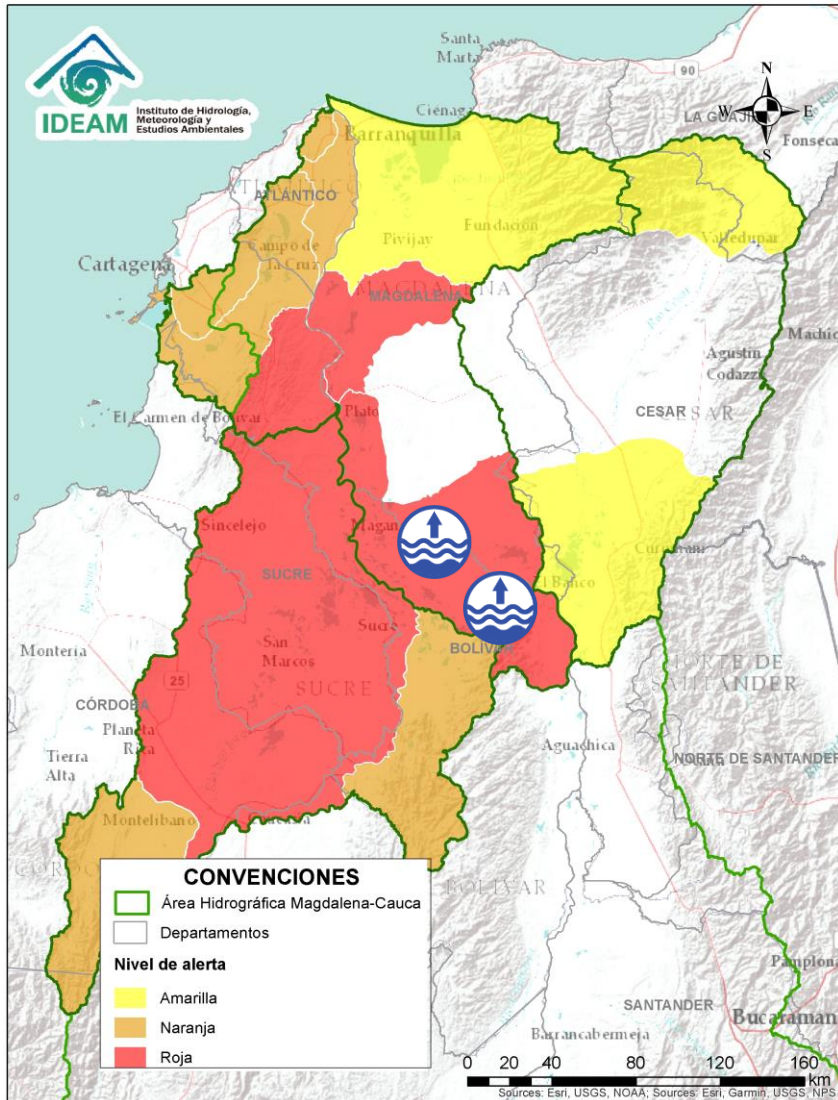 IDEAM
Instituto de Hidrología,
Meteorología y
Estudios Ambientales
Santa
Marta
90
N
W
E
S
LA GUAJI
Fonseca
Ciénaga
Barranquilla
ATLÁNTICO
Campo de
la Cruz
Pivijay
Fundación
Valledupar
Cartagena
MAGDALENA
Agustín
Codazzi
CESAR
El Carmen de Bolívar
Plato
Sincelejo
Magan
SUCRE
Curumaní
El Banco
Sucre
San
Marcos
BOLÍVAR
SUCRE
Montería
25
CÓRDOBA
Planeta
Rica
Tierra
Alta
NORTE DE
SANTANDER
NORTE DE SANTANDER
Aguachica
Montelíbano
Caucasia
BOLÍVAR
CONVENCIONES
Área Hidrográfica Magdalena-Cauca
Departamentos
Nivel de alerta
Amarilla
Naranja
Roja
Pamplona
SANTANDER
Bucaraman
Barrancabermeja
0 20 40 80 120 160
km
Sources: Esri, USGS, NOAA; Sources: Esri, Garmin, USGS, NPS